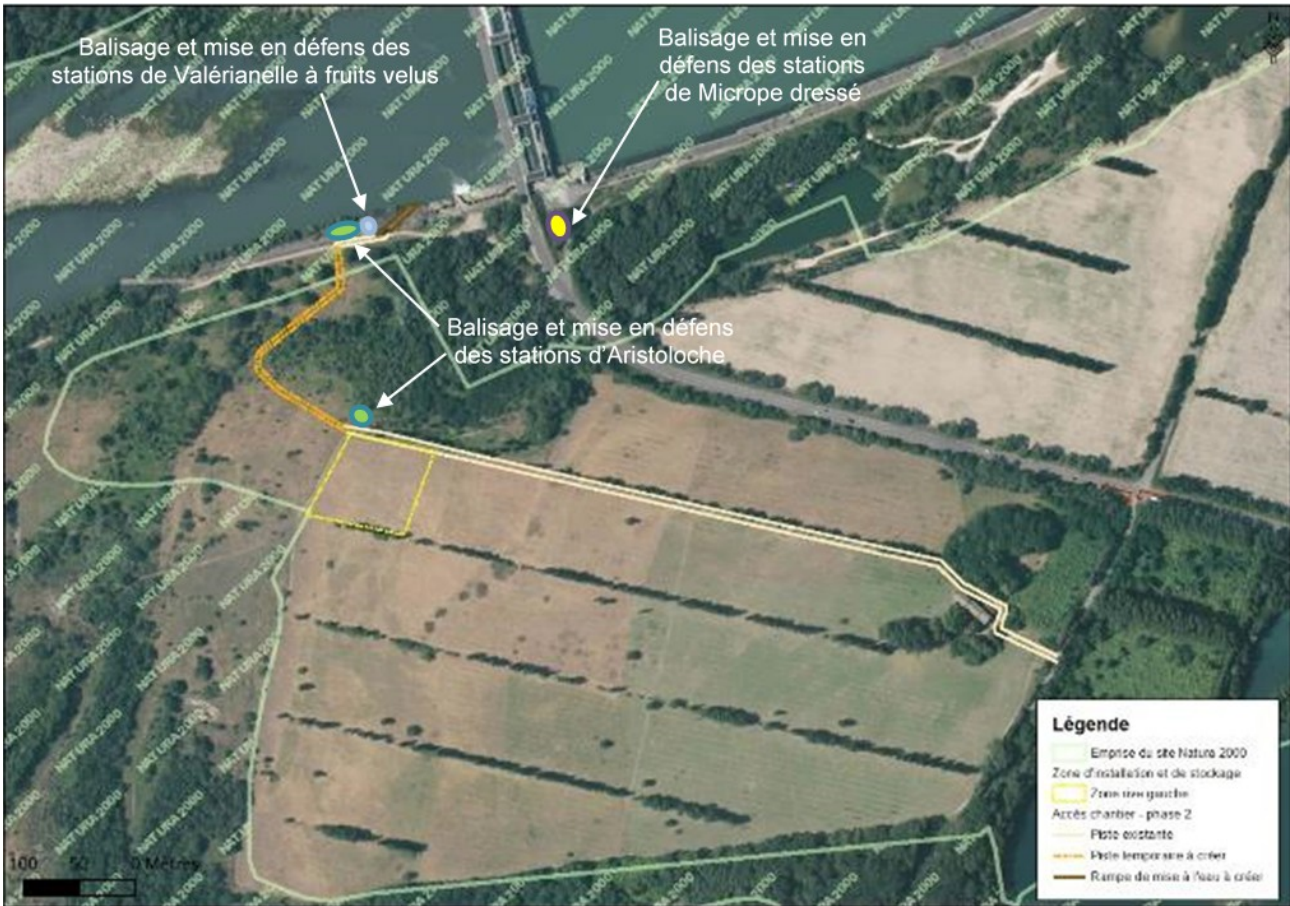 Balisage et mise en défens des
stations de Valérianelle à fruits velus
Balisage et mise en
défens des stations
de Micrope dressé
Balisage et mise en défens
des stations d'Aristoloche
NATURA 2000
Légende
Emprise du site Natura 2000
Zone d'installation et de stockage
Zone rive gauche
Accès chantier - phase 2
Piste existante
Piste temporaire à créer
Rampe de mise à l'eau à créer
100 50 0 Mètres